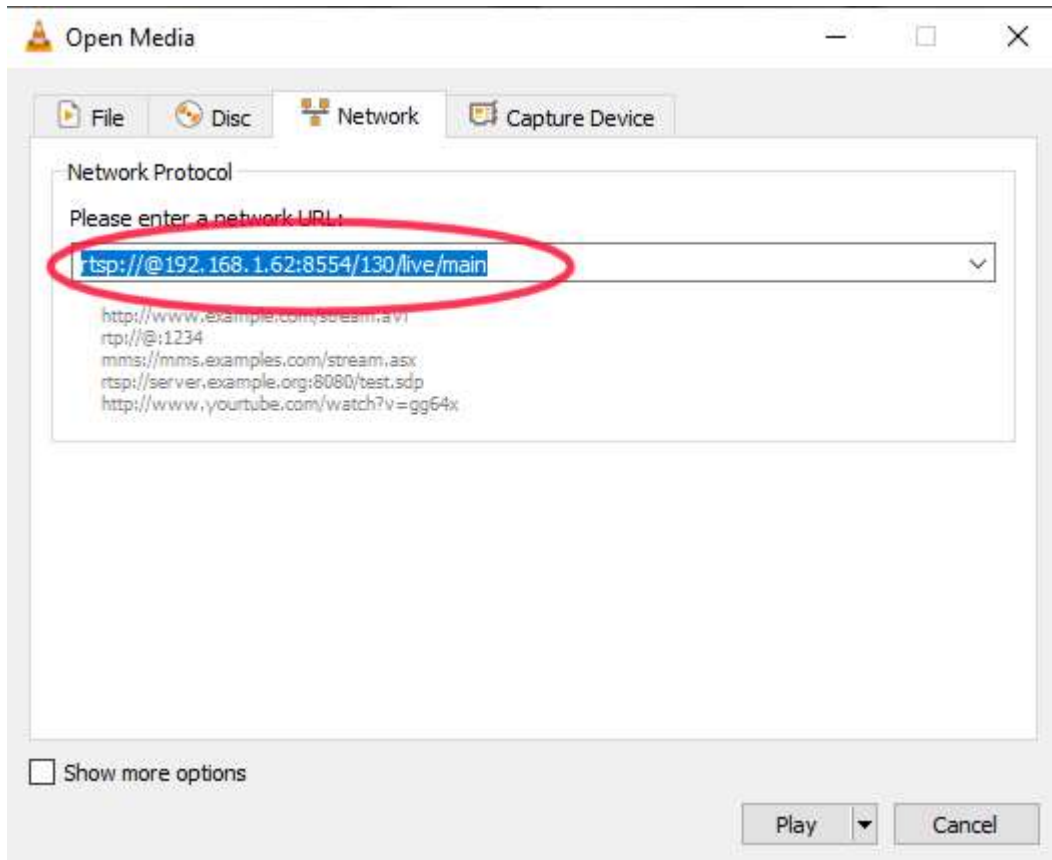 Open Media
File Disc Network Capture Device
Network Protocol
Please enter a network URL:
rtsp://@192.168.1.62:8554/130/live/main
http://www.example.com/stream.avi
rtp://@:1234
mms://mms.examples.com/stream.asx
rtsp://server.example.org:8080/test.sdp
http://www.yourtube.com/watch?v=gg64x
Show more options
Play Cancel